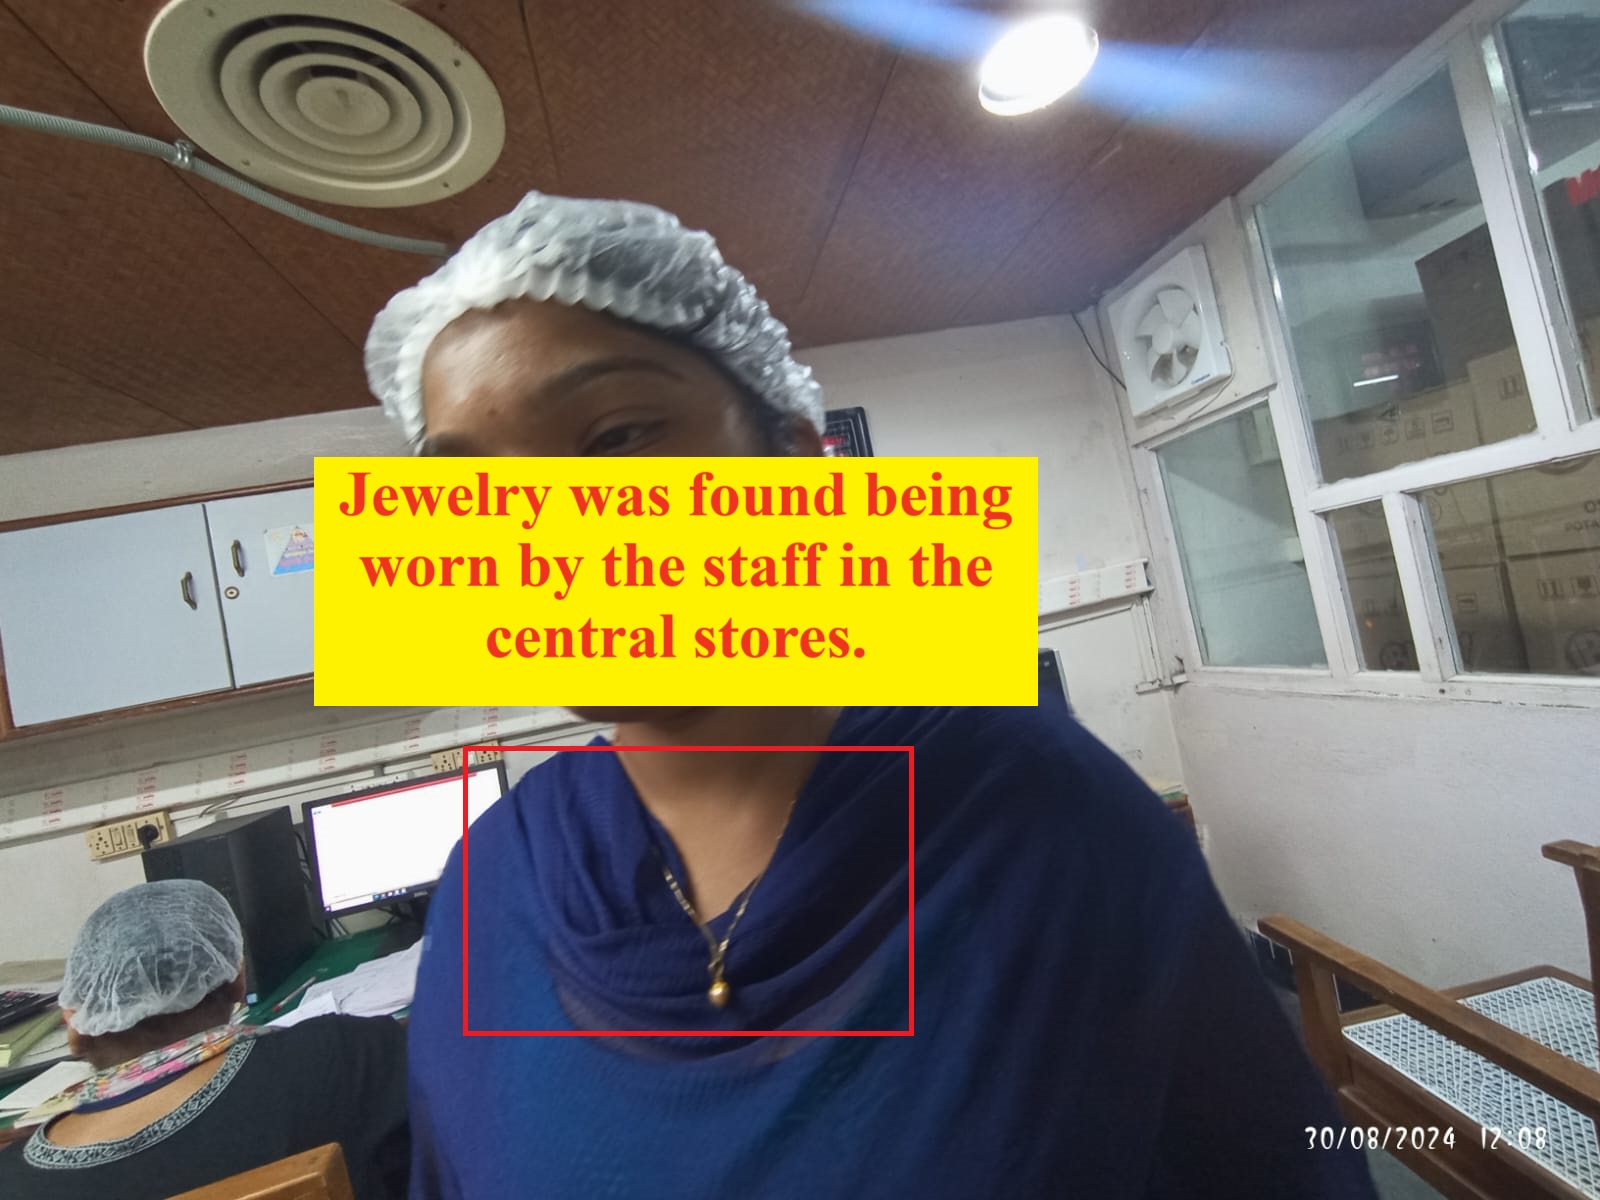 Jewelry was found being
worn by the staff in the
central stores.
30/08/2024 12:08